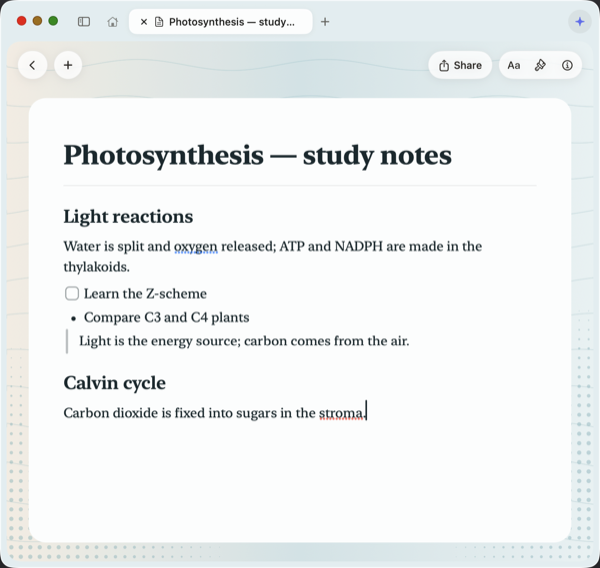 Photosynthesis — study...
Share
Aa
Photosynthesis — study notes
Light reactions
Water is split and oxygen released; ATP and NADPH are made in the
thylakoids.
Learn the Z-scheme
• Compare C3 and C4 plants
Light is the energy source; carbon comes from the air.
Calvin cycle
Carbon dioxide is fixed into sugars in the stroma.